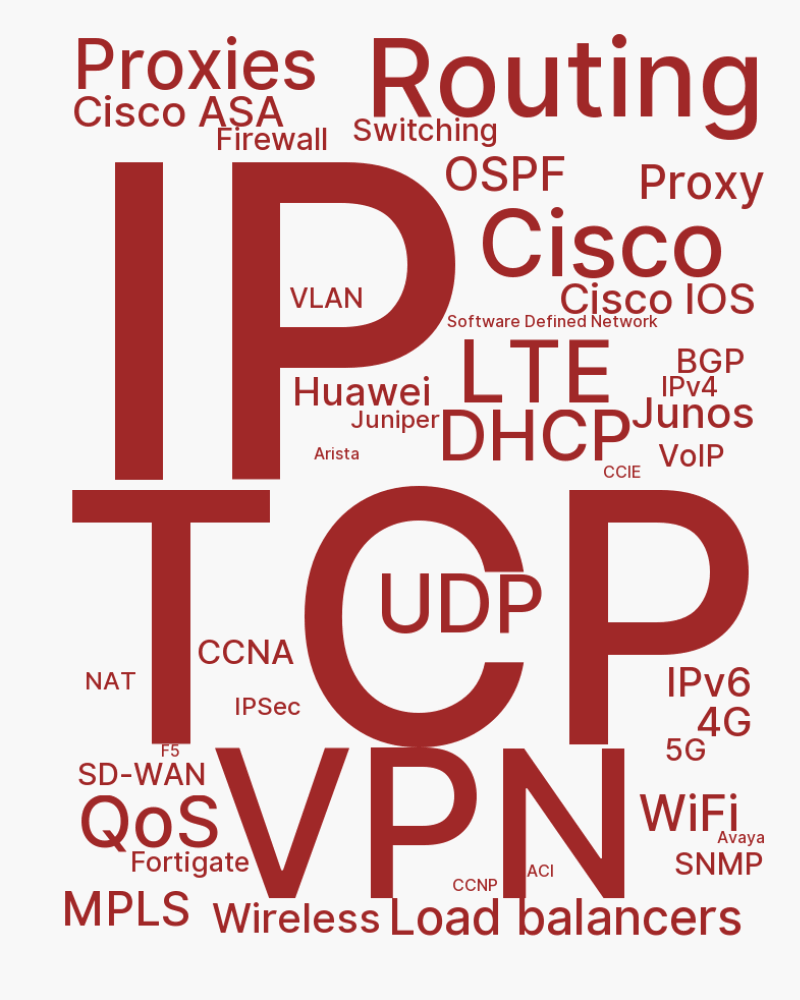 Proxies
Routing
Cisco ASA
Firewall
Switching
OSPF
Proxy
IP
Cisco
VLAN
Cisco IOS
Software Defined Network
LTE
BGP
IPv4
Huawei
Juniper
DHCP
Junos
Arista
VoIP
CCIE
TCP
UDP
CCNA
NAT
IPSec
IPv6
4G
5G
F5
SD-WAN
VPN
QoS
WiFi
Avaya
Fortigate
SNMP
ACI
CCNP
MPLS
Wireless
Load balancers